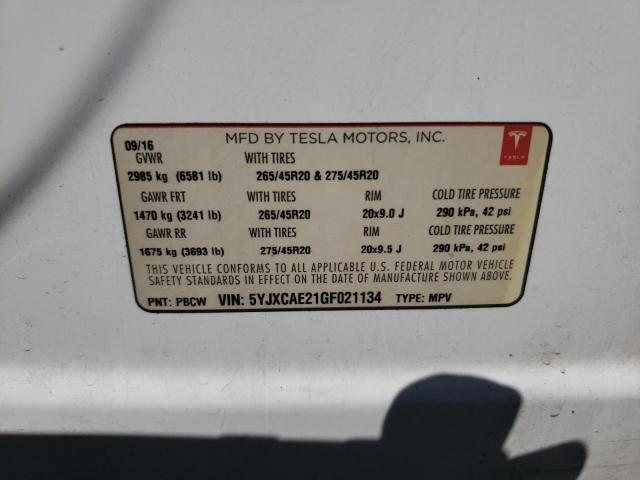 09/16 MFD BY TESLA MOTORS, INC.
GVWR WITH TIRES
TESLA
2985 kg (6581 lb) 265/45R20 & 275/45R20
GAWR FRT WITH TIRES RIM COLD TIRE PRESSURE
1470 kg (3241 lb) 265/45R20 20x9.0 J 290 kPa, 42 psi
GAWR RR WITH TIRES RIM COLD TIRE PRESSURE
1675 kg (3693 lb) 275/45R20 20x9.5 J 290 kPa, 42 psi
THIS VEHICLE CONFORMS TO ALL APPLICABLE U.S. FEDERAL MOTOR VEHICLE
SAFETY STANDARDS IN EFFECT ON THE DATE OF MANUFACTURE SHOWN ABOVE.
PNT: PBCW VIN: 5YJXCAE21GF021134 TYPE: MPV